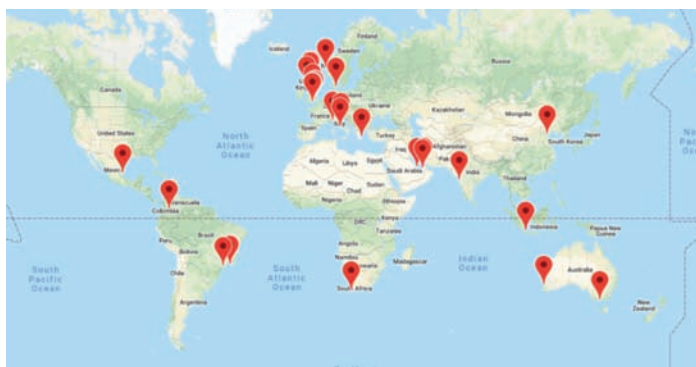 Iceland
Finland
Sweden
Russia
Canada
Ukraine
Kazakhstan
Mongolia
France
United States
Spain
Italy
Turkey
China
Japan
South Korea
North
Atlantic
Ocean
Iraq
Afghanistan
Algeria
Libya
Egypt
Saudi Arabia
India
Mexico
Mali
Niger
Sudan
Chad
Thailand
Nigeria
Ethiopia
Venezuela
Colombia
DRC
Kenya
Indonesia
Papua New
Guinea
Tanzania
Peru
Brazil
Angola
Bolivia
Namibia
Madagascar
Indian
Ocean
South
Pacific
Ocean
Chile
South
Atlantic
Ocean
Australia
South Africa
Argentina
New
Zealand